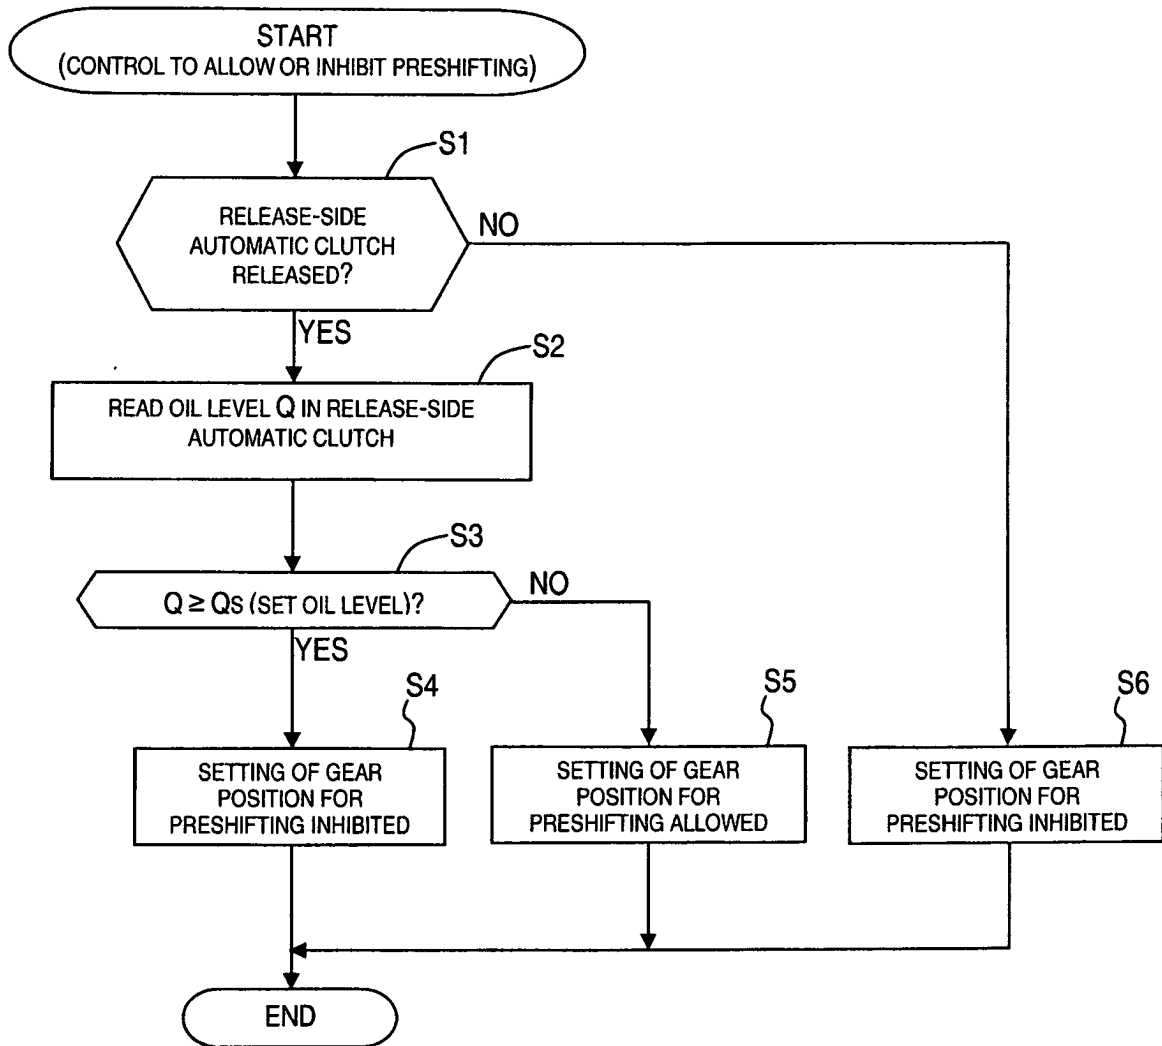 START
(CONTROL TO ALLOW OR INHIBIT PRESHIFTING)
S1
RELEASE-SIDE
AUTOMATIC CLUTCH
RELEASED?
NO
YES
S2
READ OIL LEVEL Q IN RELEASE-SIDE
AUTOMATIC CLUTCH
S3
Q ≥ QS (SET OIL LEVEL)?
NO
YES
S4
SETTING OF GEAR
POSITION FOR
PRESHIFTING INHIBITED
S5
SETTING OF GEAR
POSITION FOR
PRESHIFTING ALLOWED
S6
SETTING OF GEAR
POSITION FOR
PRESHIFTING INHIBITED
END